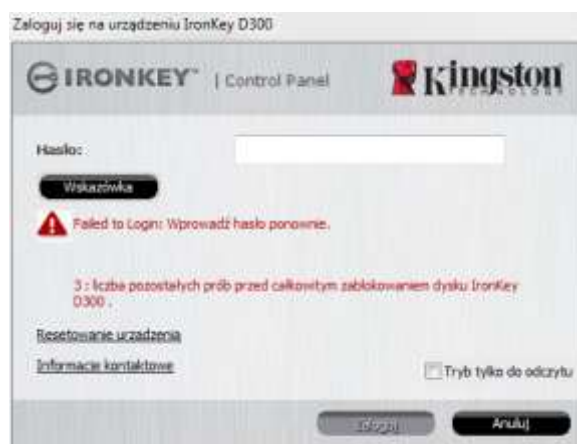 Zaloguj się na urządzeniu IronKey D300
IRONKEY™ | Control Panel
Kingston
TECHNOLOGY
Hasło:
Wskazówka
Failed to Login: Wprowadź hasło ponownie.
3 : liczba pozostałych prób przed całkowitym zablokowaniem dysku IronKey
D300 .
Resetowanie urządzenia
Informacje kontaktowe
Tryb tylko do odczytu
Zaloguj
Anuluj